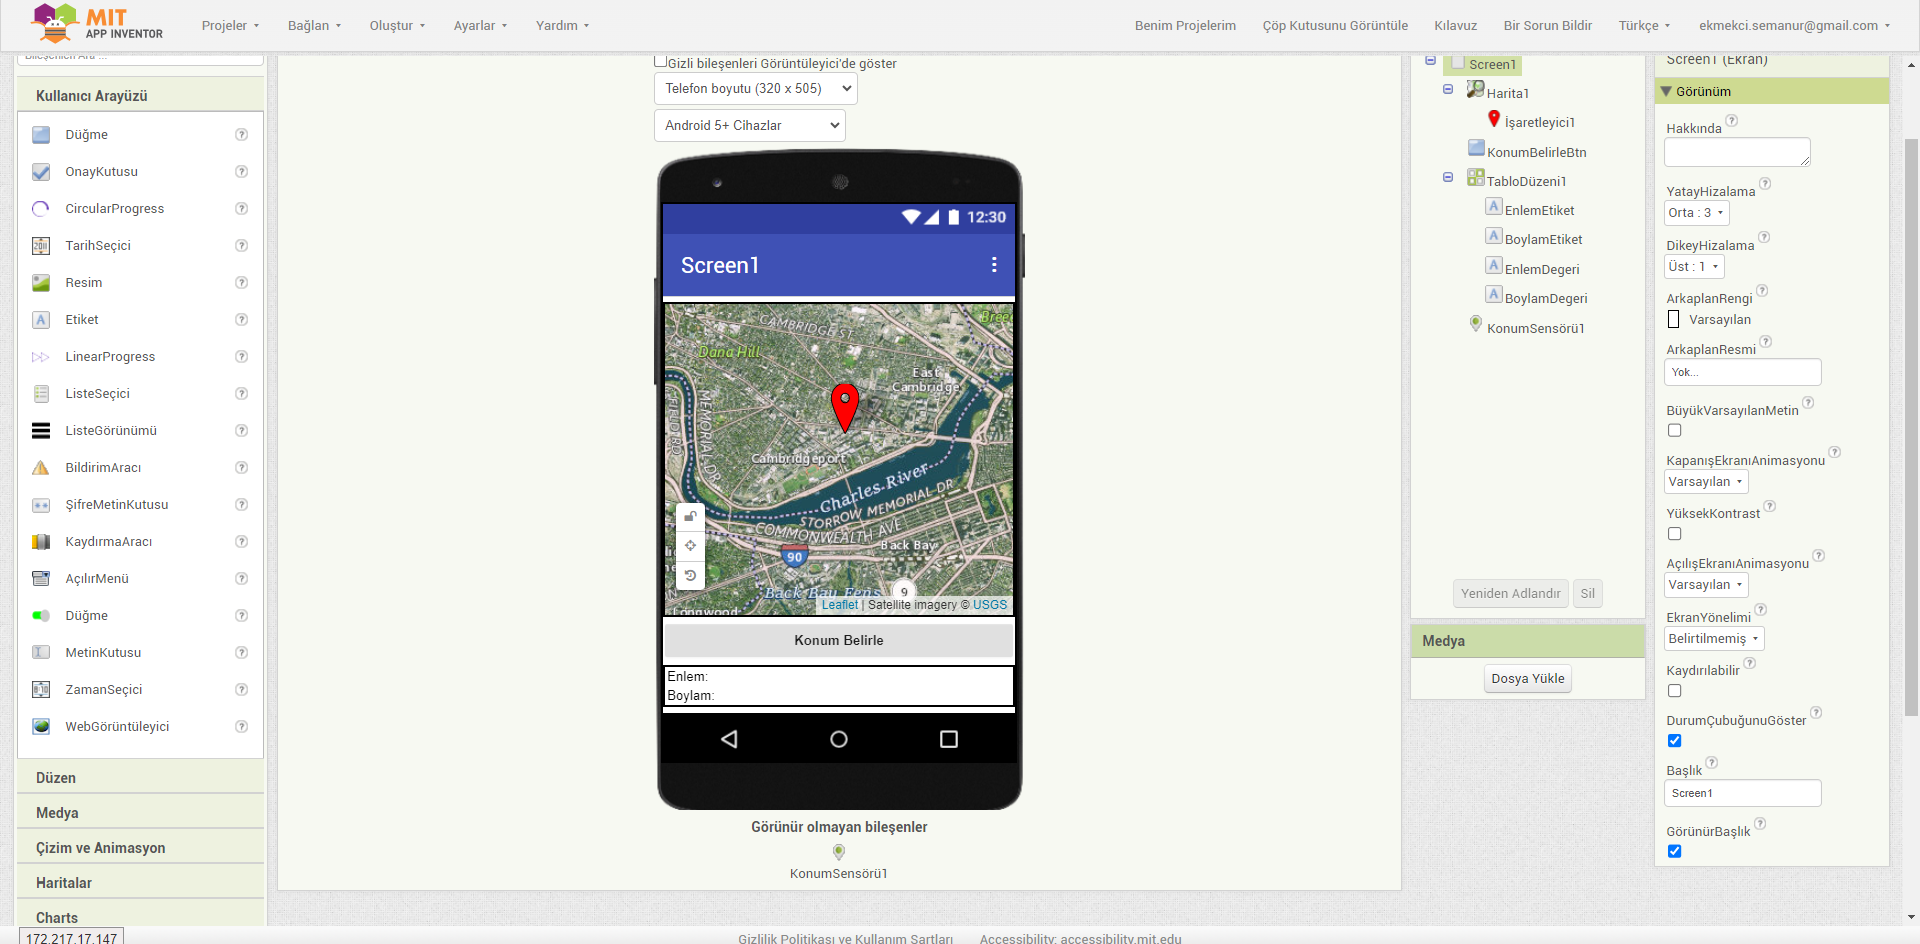 MIT
APP INVENTOR
Projeler
Bağlan
Oluştur
Ayarlar
Yardım
Benim Projelerim
Çöp Kutusunu Görüntüle
Kılavuz
Bir Sorun Bildir
Türkçe
ekmekci.semanur@gmail.com
Bileşenleri Ara ...
Kullanıcı Arayüzü
Düğme
OnayKutusu
CircularProgress
TarihSeçici
Resim
Etiket
LinearProgress
ListeSeçici
ListeGörünümü
BildirimAracı
ŞifreMetinKutusu
KaydırmaAracı
AçılırMenü
Düğme
MetinKutusu
ZamanSeçici
WebGörüntüleyici
Düzen
Medya
Çizim ve Animasyon
Haritalar
Charts
172.217.17.147
Gizli bileşenleri Görüntüleyici'de göster
Telefon boyutu (320 x 505)
Android 5+ Cihazlar
12:30
Screen1
CAMBRIDGE ST
Bree
Dana Hill
East
Cambridge
MEMORIAL DR
FIELD RD
Cambridgeport
Charles River
STORROW MEMORIAL DR
COMMONWEALTH AVE
Back Bay
90
Back Bay Fens
9
Longwood
Leaflet | Satellite imagery © USGS
Konum Belirle
Enlem:
Boylam:
Görünür olmayan bileşenler
KonumSensörü1
Screen1
Harita1
İşaretleyici1
KonumBelirleBtn
TabloDüzeni1
EnlemEtiket
BoylamEtiket
EnlemDegeri
BoylamDegeri
KonumSensörü1
Yeniden Adlandır
Sil
Medya
Dosya Yükle
Screen1 (Ekran)
Görünüm
Hakkında
YatayHizalama
Orta : 3
DikeyHizalama
Üst : 1
ArkaplanRengi
Varsayılan
ArkaplanResmi
Yok...
BüyükVarsayılanMetin
KapanışEkranıAnimasyonu
Varsayılan
YüksekKontrast
AçılışEkranıAnimasyonu
Varsayılan
EkranYönelimi
Belirtilmemiş
Kaydırılabilir
DurumÇubuğunuGöster
Başlık
Screen1
GörünürBaşlık
Gizlilik Politikası ve Kullanım Şartları
Accessibility: accessibility.mit.edu